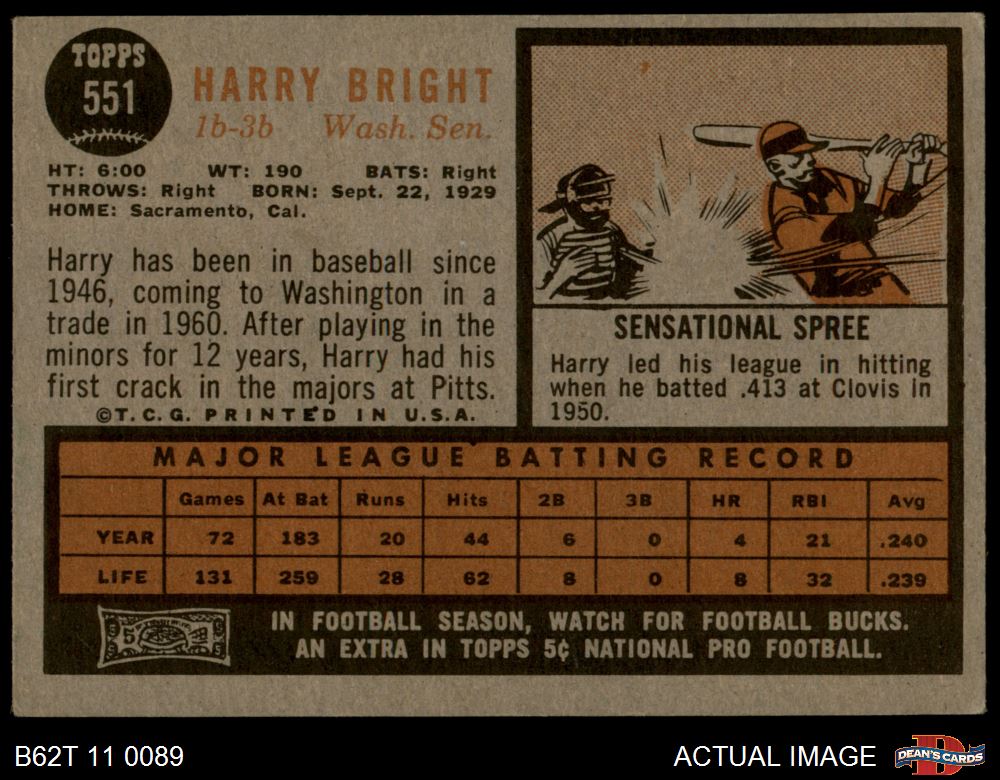 TOPPS
551
HARRY BRIGHT
1b-3b Wash. Sen.
HT: 6:00 WT: 190 BATS: Right
THROWS: Right BORN: Sept. 22, 1929
HOME: Sacramento, Cal.
Harry has been in baseball since
1946, coming to Washington in a
trade in 1960. After playing in the
minors for 12 years, Harry had his
first crack in the majors at Pitts.
©T.C.G. PRINTED IN U.S.A.
SENSATIONAL SPREE
Harry led his league in hitting
when he batted .413 at Clovis in
1950.
MAJOR LEAGUE BATTING RECORD
Games At Bat Runs Hits 2B 3B HR RBI Avg
YEAR 72 183 20 44 6 0 4 21 .240
LIFE 131 259 28 62 8 0 8 32 .239
5
IN FOOTBALL SEASON, WATCH FOR FOOTBALL BUCKS.
AN EXTRA IN TOPPS 5¢ NATIONAL PRO FOOTBALL.
B62T 11 0089
ACTUAL IMAGE
D
DEAN'S CARDS